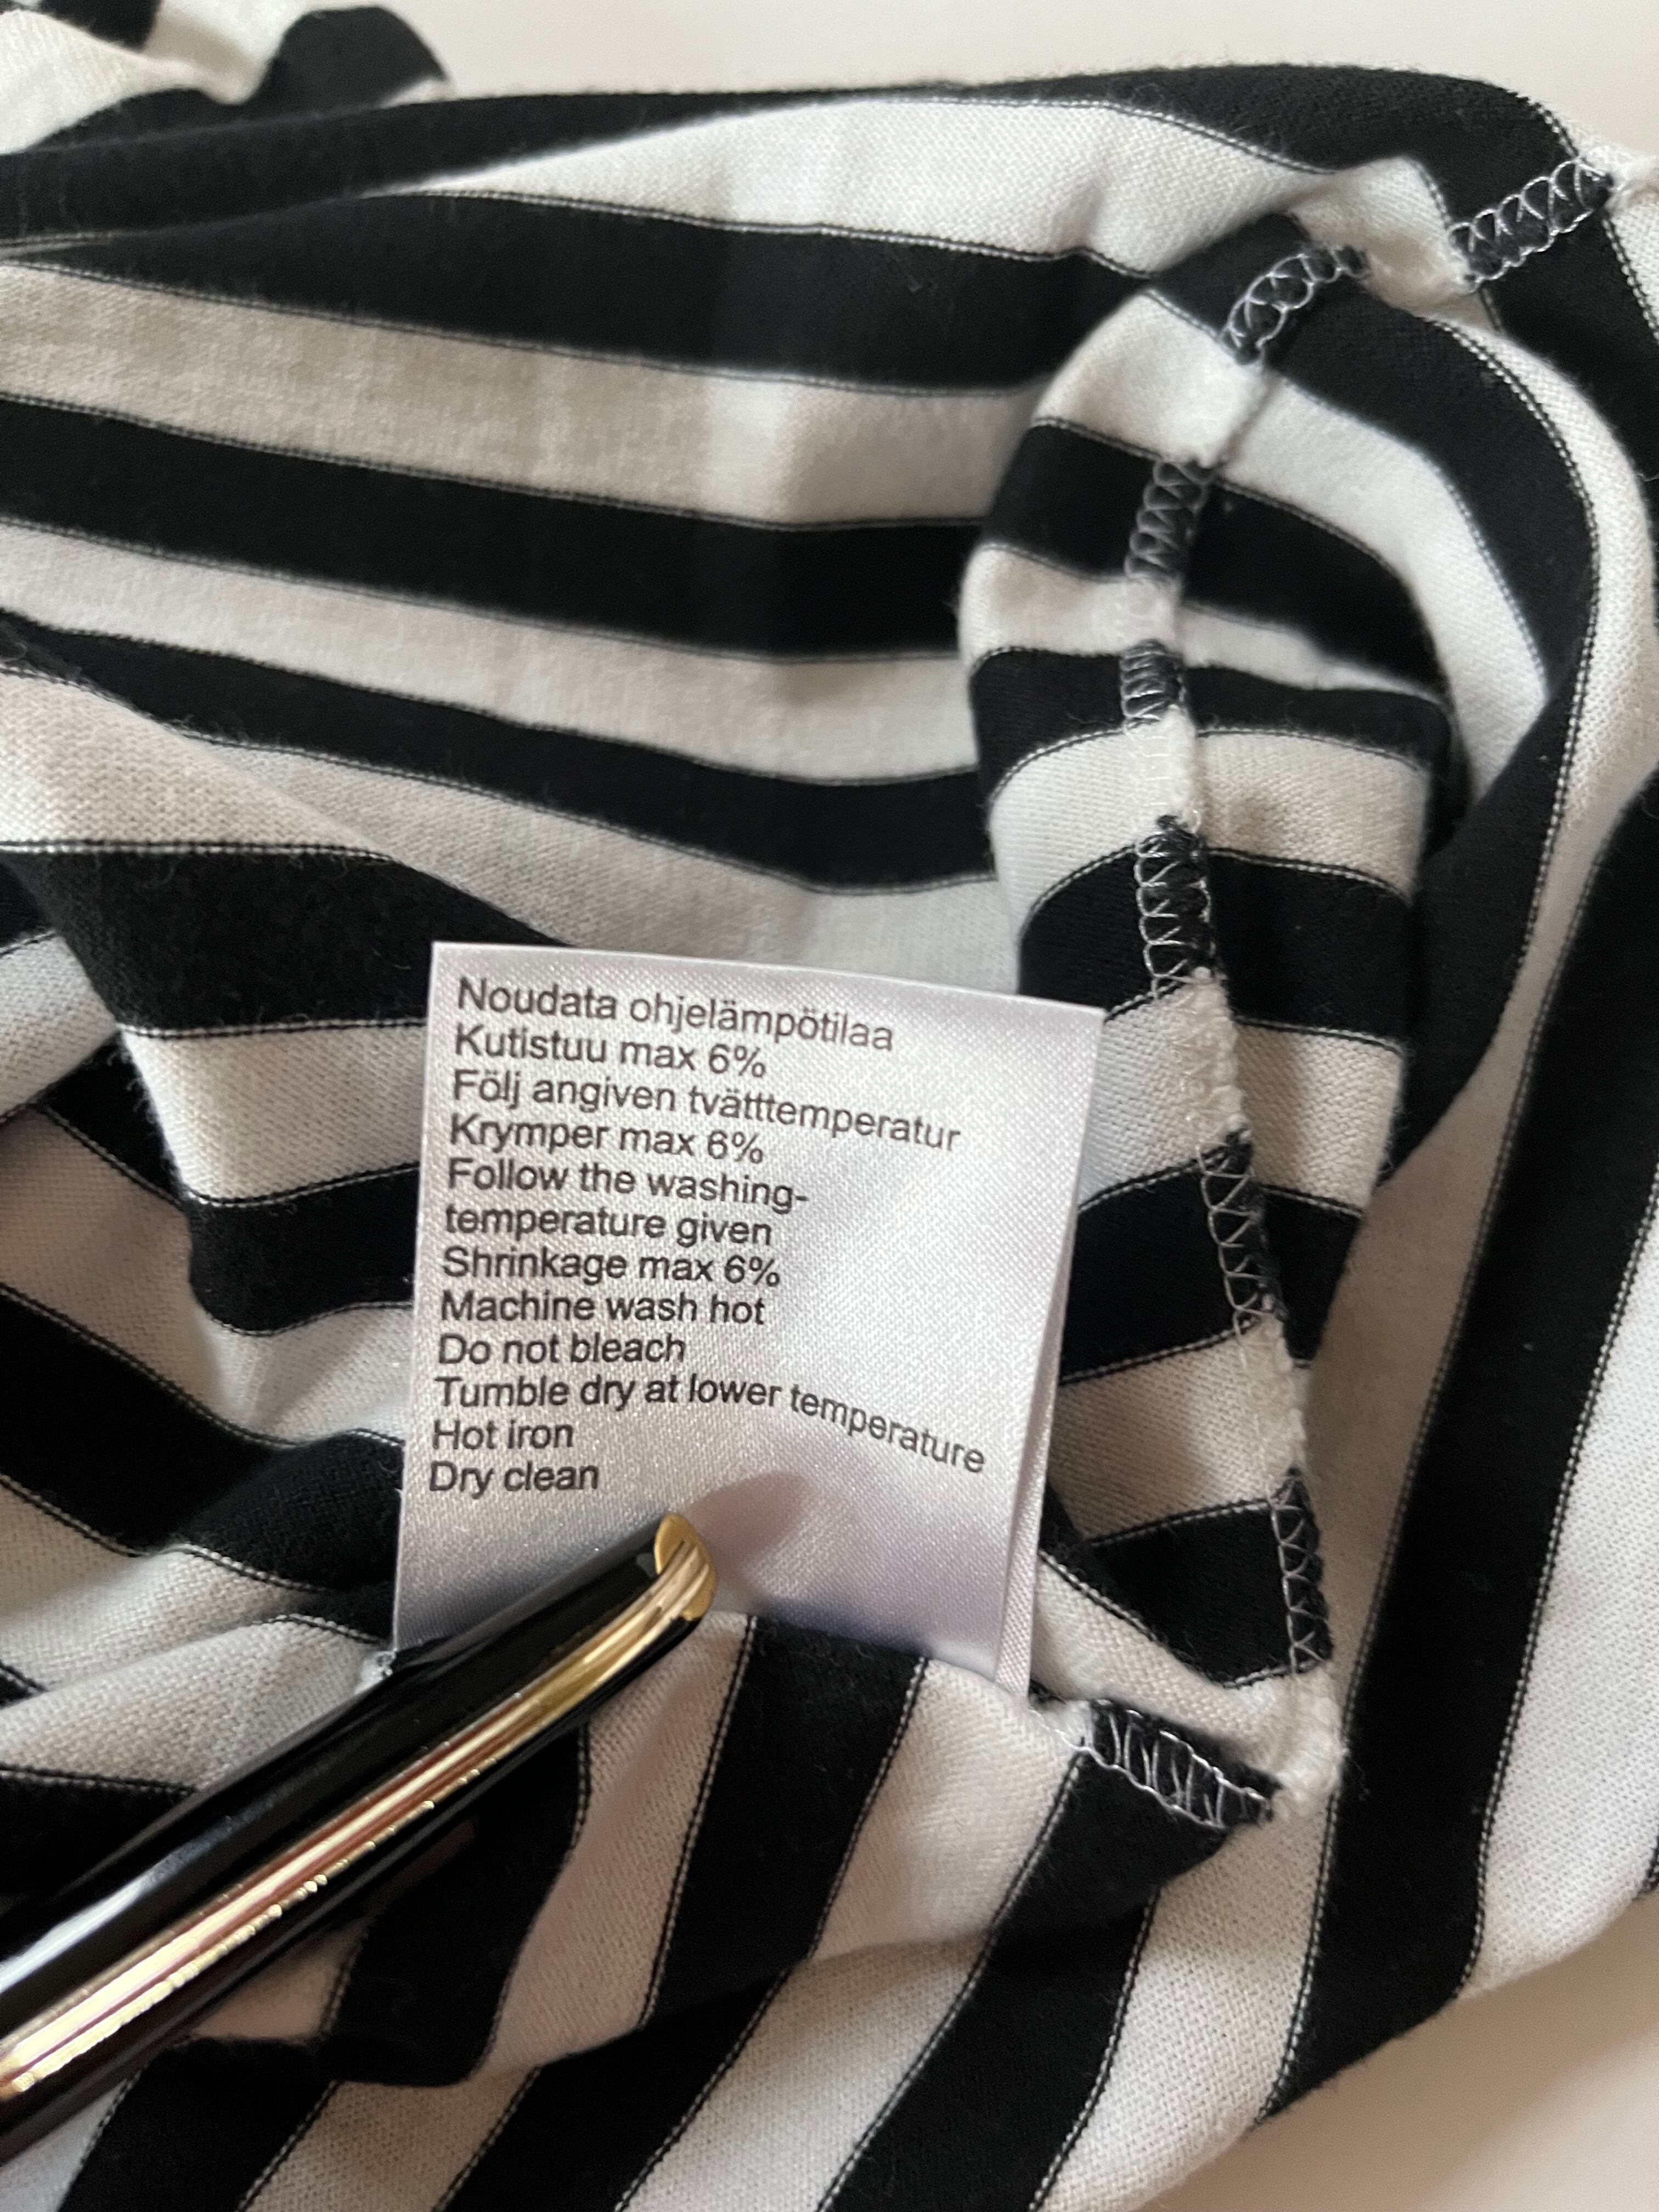 Noudata ohjelämpötilaa
Kutistuu max 6%
Följ angiven tvätttemperatur
Krymper max 6%
Follow the washing-
temperature given
Shrinkage max 6%
Machine wash hot
Do not bleach
Tumble dry at lower temperature
Hot iron
Dry clean